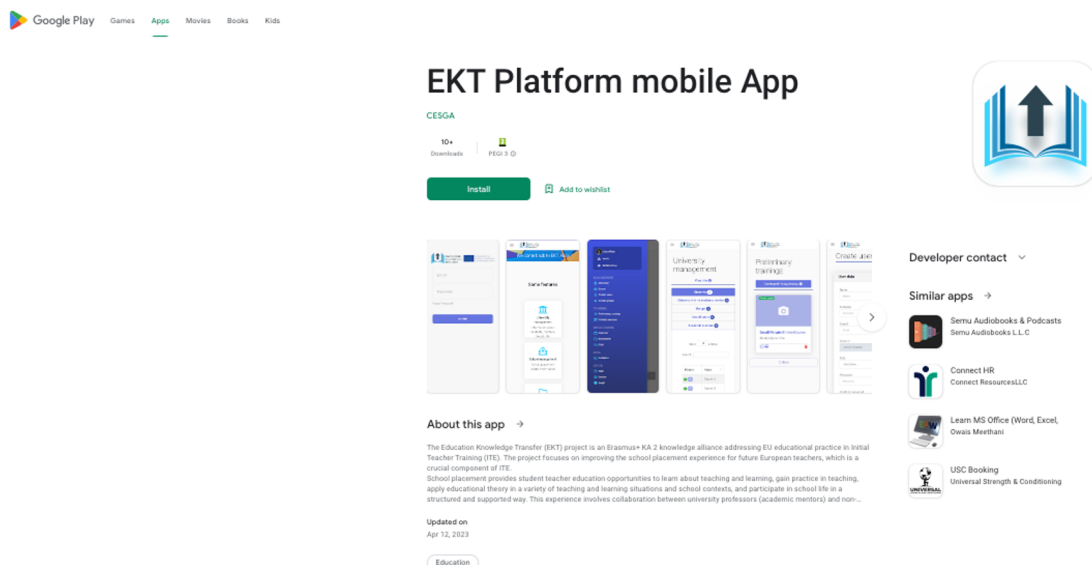 Google Play
Games
Apps
Movies
Books
Kids
EKT Platform mobile App
CESGA
10+
Downloads
PEGI 3
Install
Add to wishlist
Some features
University
management
Preliminary
trainings
Create user
Developer contact
Similar apps
Semu Audiobooks & Podcasts
Semu Audiobooks L.L.C
Connect HR
Connect ResourcesLLC
Learn MS Office (Word, Excel,
Owais Meethani
USC Booking
Universal Strength & Conditioning
UNIVERSAL
About this app
The Education Knowledge Transfer (EKT) project is an Erasmus+ KA 2 knowledge alliance addressing EU educational practice in Initial
Teacher Training (ITE). The project focuses on improving the school placement experience for future European teachers, which is a
crucial component of ITE.
School placement provides student teacher education opportunities to learn about teaching and learning, gain practice in teaching,
apply educational theory in a variety of teaching and learning situations and school contexts, and participate in school life in a
structured and supported way. This experience involves collaboration between university professors (academic mentors) and non-…
Updated on
Apr 12, 2023
Education